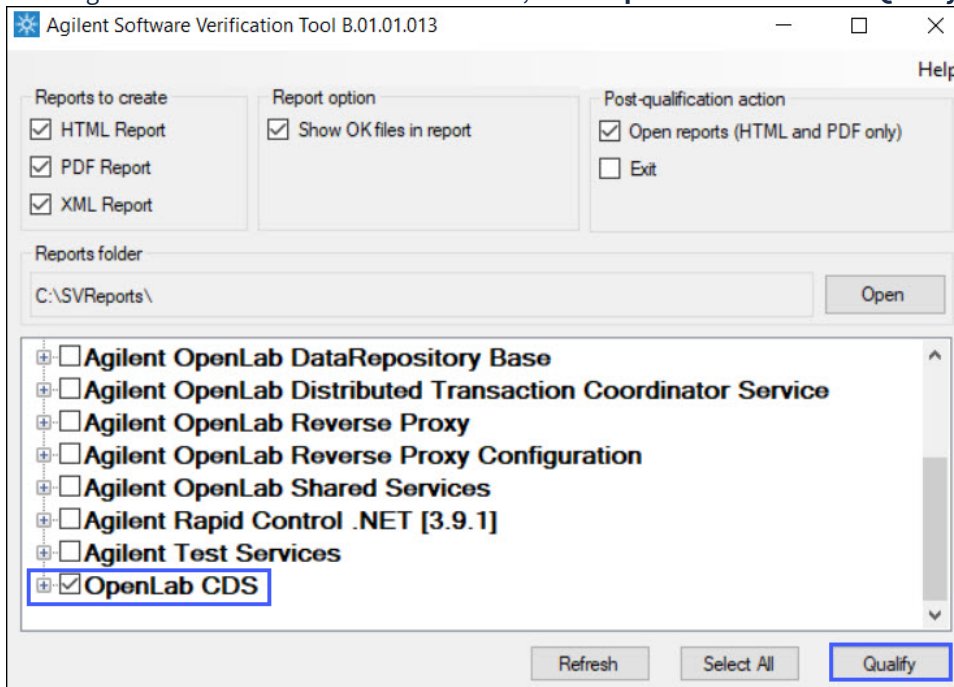 Agilent Software Verification Tool B.01.01.013
Help
Reports to create
HTML Report
PDF Report
XML Report
Report option
Show OK files in report
Post-qualification action
Open reports (HTML and PDF only)
Exit
Reports folder
C:\SVReports\
Open
Agilent OpenLab DataRepository Base
Agilent OpenLab Distributed Transaction Coordinator Service
Agilent OpenLab Reverse Proxy
Agilent OpenLab Reverse Proxy Configuration
Agilent OpenLab Shared Services
Agilent Rapid Control .NET [3.9.1]
Agilent Test Services
OpenLab CDS
Refresh
Select All
Qualify